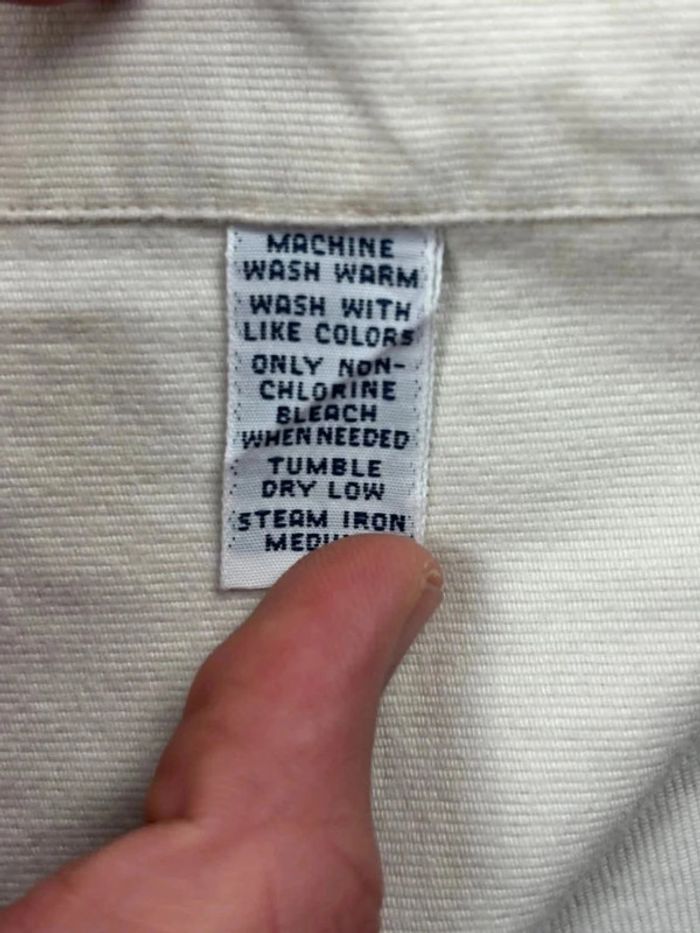 MACHINE
WASH WARM
WASH WITH
LIKE COLORS
ONLY NON-
CHLORINE
BLEACH
WHEN NEEDED
TUMBLE
DRY LOW
STEAM IRON